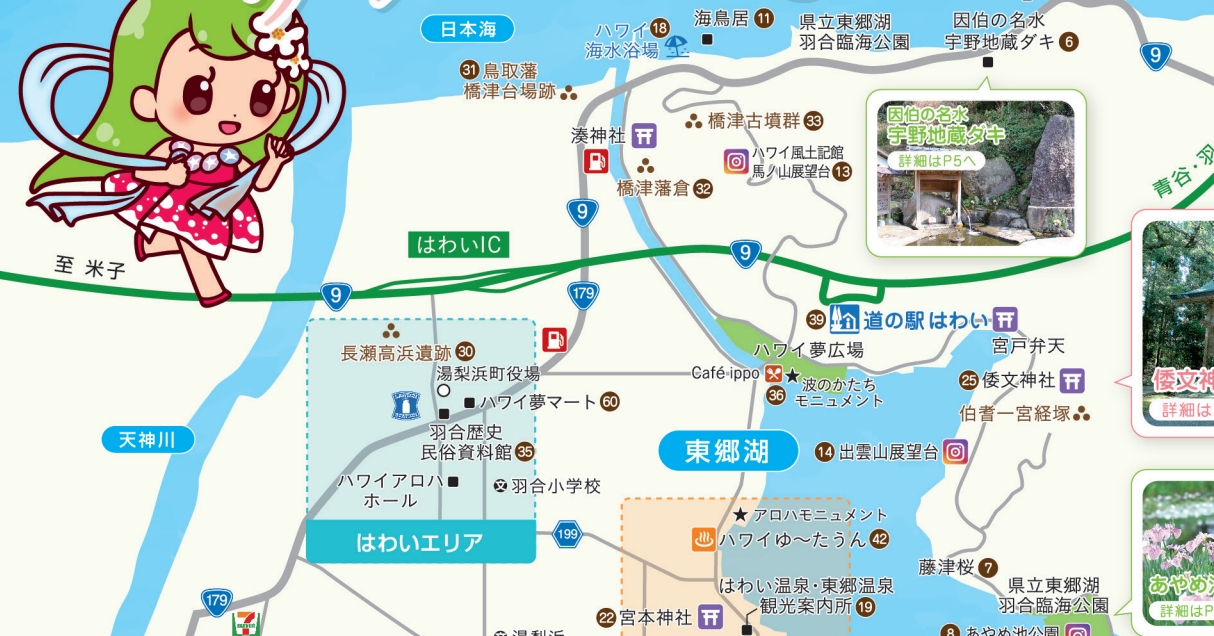 日本海
ハワイ 18
海水浴場
海鳥居 11
県立東郷湖
羽合臨海公園
因伯の名水
宇野地蔵ダキ 6
9
31 鳥取藩
橋津台場跡
湊神社
橋津古墳群 33
ハワイ風土記館
馬ノ山展望台 13
橋津藩倉 32
因伯の名水
宇野地蔵ダキ
詳細はP5へ
青谷・羽
9
はわいIC
至 米子
9
9
179
39 道の駅 はわい
宮戸弁天
長瀬高浜遺跡 30
湯梨浜町役場
ハワイ夢マート 60
LAWSON
STATION
羽合歴史
民俗資料館 35
ハワイアロハ
ホール
文 羽合小学校
はわいエリア
ハワイ夢広場
Café ippo
36
波のかたち
モニュメント
25 倭文神社
伯耆一宮経塚
倭文神
詳細は
天神川
東郷湖
14 出雲山展望台
アロハモニュメント
ハワイゆ〜たうん 42
199
藤津桜 7
はわい温泉・東郷温泉
観光案内所 19
県立東郷湖
羽合臨海公園
あやめ池
詳細はP
179
7
ELEVEN
22 宮本神社
文 湯梨浜
8 あやめ池公園